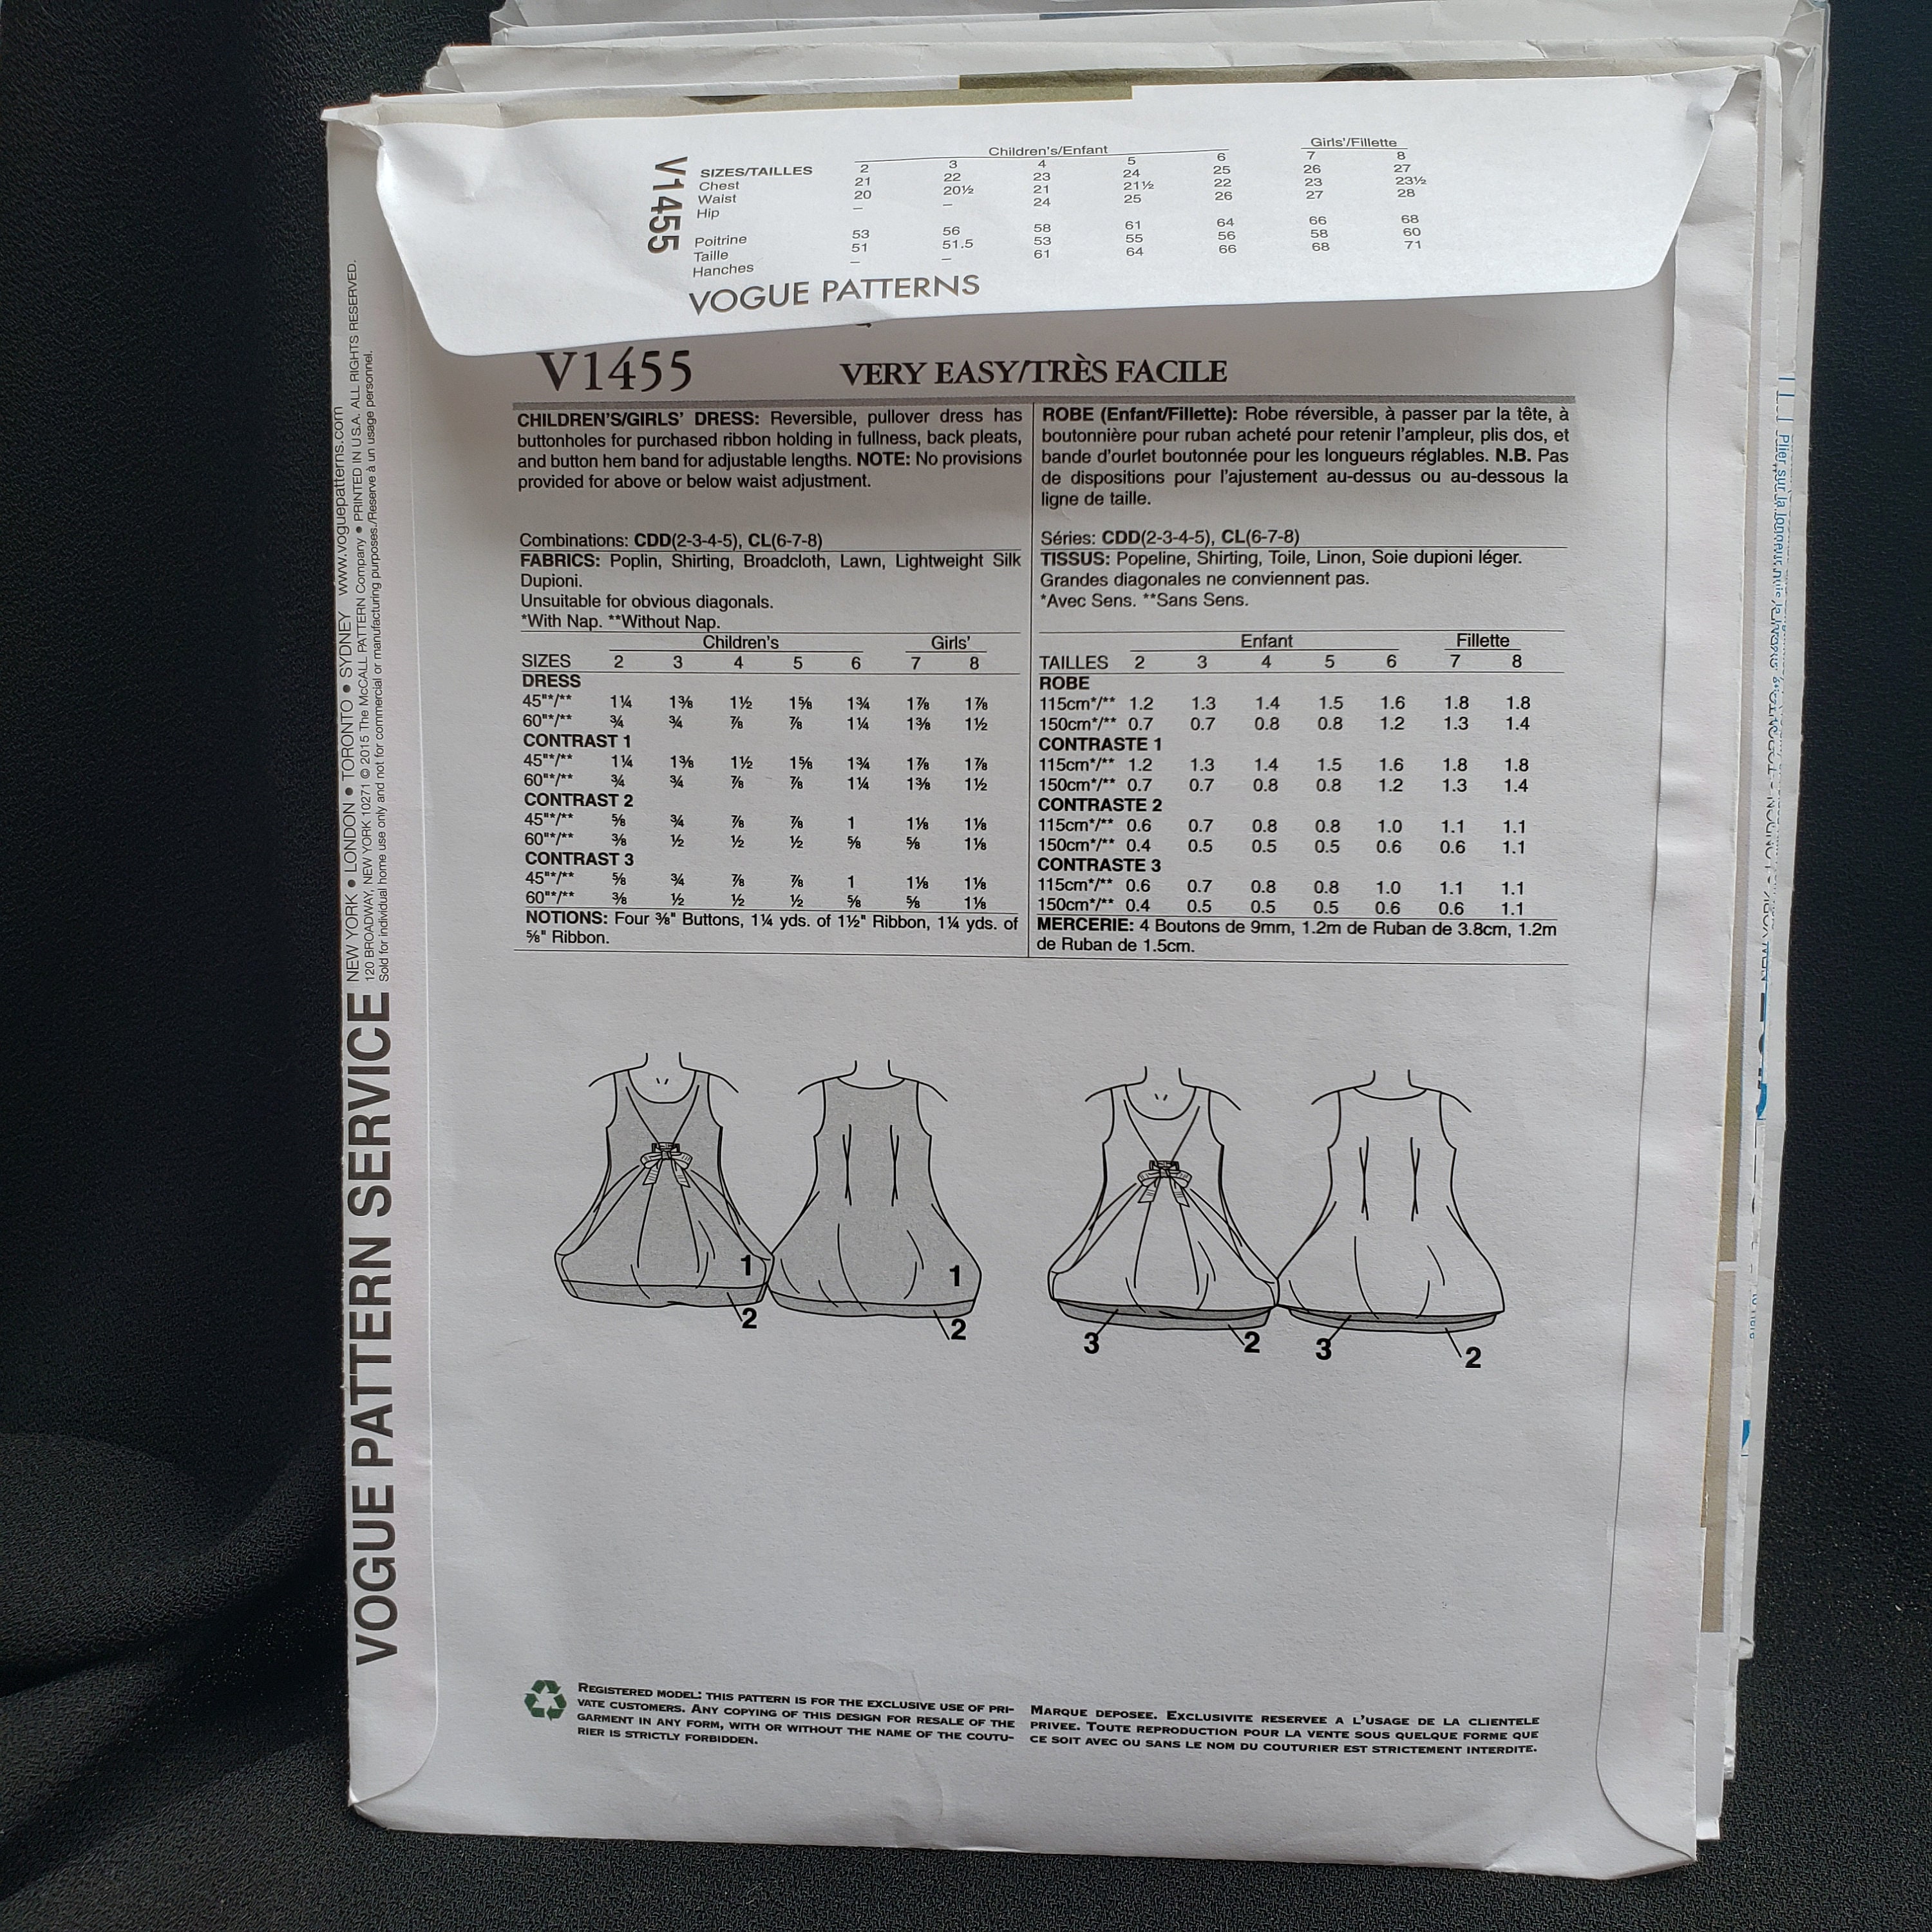 V1455
Children's/Enfant Girls'/Fillette
SIZES/TAILLES 2 3 4 5 6 7 8
Chest 21 22 23 24 25 26 27
Waist 20 20½ 21 21½ 22 23 23½
Hip – – 24 25 26 27 28
Poitrine 53 56 58 61 64 66 68
Taille 51 51.5 53 55 56 58 60
Hanches – – 61 64 66 68 71
VOGUE PATTERNS
V1455 VERY EASY/TRÈS FACILE
CHILDREN'S/GIRLS' DRESS: Reversible, pullover dress has
buttonholes for purchased ribbon holding in fullness, back pleats,
and button hem band for adjustable lengths. NOTE: No provisions
provided for above or below waist adjustment.
Combinations: CDD(2-3-4-5), CL(6-7-8)
FABRICS: Poplin, Shirting, Broadcloth, Lawn, Lightweight Silk
Dupioni.
Unsuitable for obvious diagonals.
*With Nap. **Without Nap.
Children's Girls'
SIZES 2 3 4 5 6 7 8
DRESS
45"*/** 1¼ 1⅜ 1½ 1⅝ 1¾ 1⅞ 1⅞
60"*/** ¾ ¾ ⅞ ⅞ 1¼ 1⅜ 1½
CONTRAST 1
45"*/** 1¼ 1⅜ 1½ 1⅝ 1¾ 1⅞ 1⅞
60"*/** ¾ ¾ ⅞ ⅞ 1¼ 1⅜ 1½
CONTRAST 2
45"*/** ⅝ ¾ ⅞ ⅞ 1 1⅛ 1⅛
60"*/** ⅜ ½ ½ ½ ⅝ ⅝ 1⅛
CONTRAST 3
45"*/** ⅝ ¾ ⅞ ⅞ 1 1⅛ 1⅛
60"*/** ⅜ ½ ½ ½ ⅝ ⅝ 1⅛
NOTIONS: Four ⅜" Buttons, 1¼ yds. of 1½" Ribbon, 1¼ yds. of
⅝" Ribbon.
ROBE (Enfant/Fillette): Robe réversible, à passer par la tête, à
boutonnière pour ruban acheté pour retenir l'ampleur, plis dos, et
bande d'ourlet boutonnée pour les longueurs réglables. N.B. Pas
de dispositions pour l'ajustement au-dessus ou au-dessous la
ligne de taille.
Séries: CDD(2-3-4-5), CL(6-7-8)
TISSUS: Popeline, Shirting, Toile, Linon, Soie dupioni léger.
Grandes diagonales ne conviennent pas.
*Avec Sens. **Sans Sens.
Enfant Fillette
TAILLES 2 3 4 5 6 7 8
ROBE
115cm*/** 1.2 1.3 1.4 1.5 1.6 1.8 1.8
150cm*/** 0.7 0.7 0.8 0.8 1.2 1.3 1.4
CONTRASTE 1
115cm*/** 1.2 1.3 1.4 1.5 1.6 1.8 1.8
150cm*/** 0.7 0.7 0.8 0.8 1.2 1.3 1.4
CONTRASTE 2
115cm*/** 0.6 0.7 0.8 0.8 1.0 1.1 1.1
150cm*/** 0.4 0.5 0.5 0.5 0.6 0.6 1.1
CONTRASTE 3
115cm*/** 0.6 0.7 0.8 0.8 1.0 1.1 1.1
150cm*/** 0.4 0.5 0.5 0.5 0.6 0.6 1.1
MERCERIE: 4 Boutons de 9mm, 1.2m de Ruban de 3.8cm, 1.2m
de Ruban de 1.5cm.
1 1
2 2 3 2 3 2
REGISTERED MODEL: THIS PATTERN IS FOR THE EXCLUSIVE USE OF PRI-
VATE CUSTOMERS. ANY COPYING OF THIS DESIGN FOR RESALE OF THE
GARMENT IN ANY FORM, WITH OR WITHOUT THE NAME OF THE COUTU-
RIER IS STRICTLY FORBIDDEN.
MARQUE DEPOSEE. EXCLUSIVITE RESERVEE A L'USAGE DE LA CLIENTELE
PRIVEE. TOUTE REPRODUCTION POUR LA VENTE SOUS QUELQUE FORME QUE
CE SOIT AVEC OU SANS LE NOM DU COUTURIER EST STRICTEMENT INTERDITE.
VOGUE PATTERN SERVICE
NEW YORK • LONDON • TORONTO • SYDNEY www.voguepatterns.com
120 BROADWAY, NEW YORK 10271 © 2015 The McCALL PATTERN Company • PRINTED IN U.S.A. ALL RIGHTS RESERVED.
Sold for individual home use only and not for commercial or manufacturing purposes./Reservé à un usage personnel.